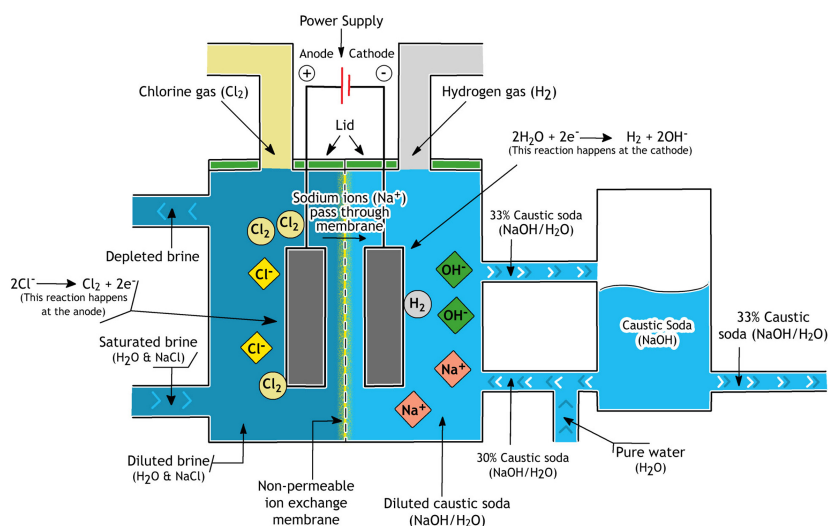 Power Supply
Anode
Cathode
+
-
Chlorine gas (Cl₂)
Hydrogen gas (H₂)
Lid
2H₂O + 2e⁻ → H₂ + 2OH⁻
(This reaction happens at the cathode)
Sodium ions (Na⁺)
pass through
membrane
Cl₂
Cl₂
33% Caustic soda
(NaOH/H₂O)
Depleted brine
Cl⁻
OH⁻
2Cl⁻ → Cl₂ + 2e⁻
(This reaction happens
at the anode)
H₂
OH⁻
Caustic Soda
(NaOH)
33% Caustic
soda (NaOH/H₂O)
Saturated brine
(H₂O & NaCl)
Cl⁻
Cl₂
Na⁺
Na⁺
Diluted brine
(H₂O & NaCl)
30% Caustic soda
(NaOH/H₂O)
Pure water
(H₂O)
Non-permeable
ion exchange
membrane
Diluted caustic soda
(NaOH/H₂O)